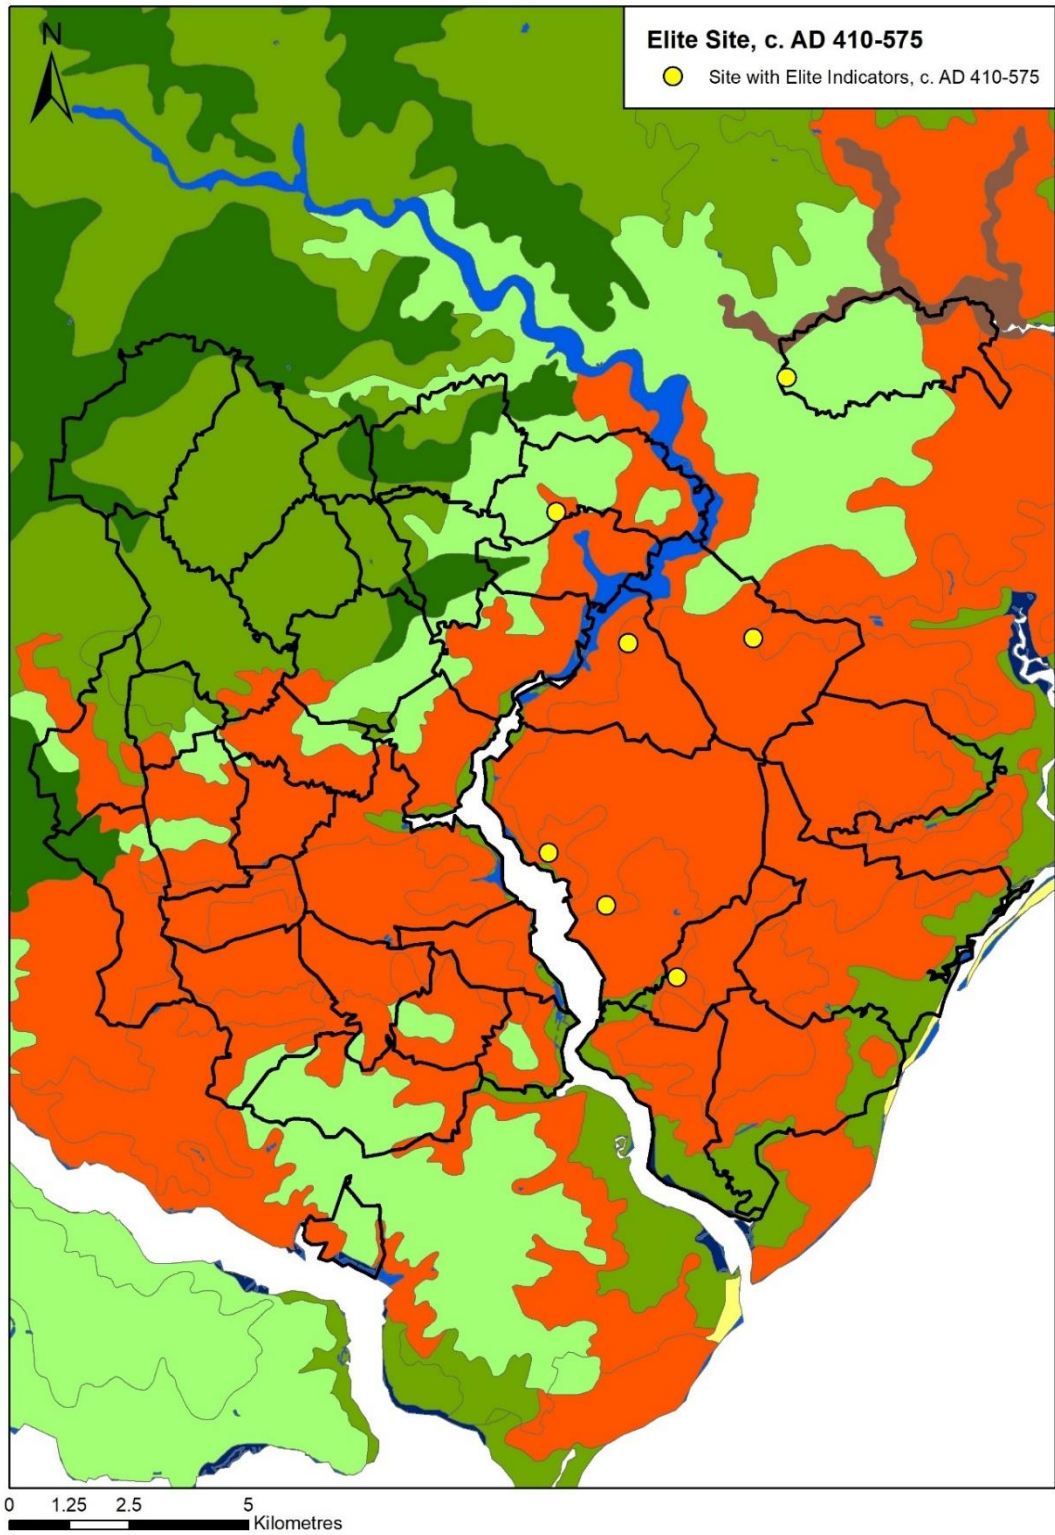 N
Elite Site, c. AD 410-575
Site with Elite Indicators, c. AD 410-575
0 1.25 2.5 5
Kilometres